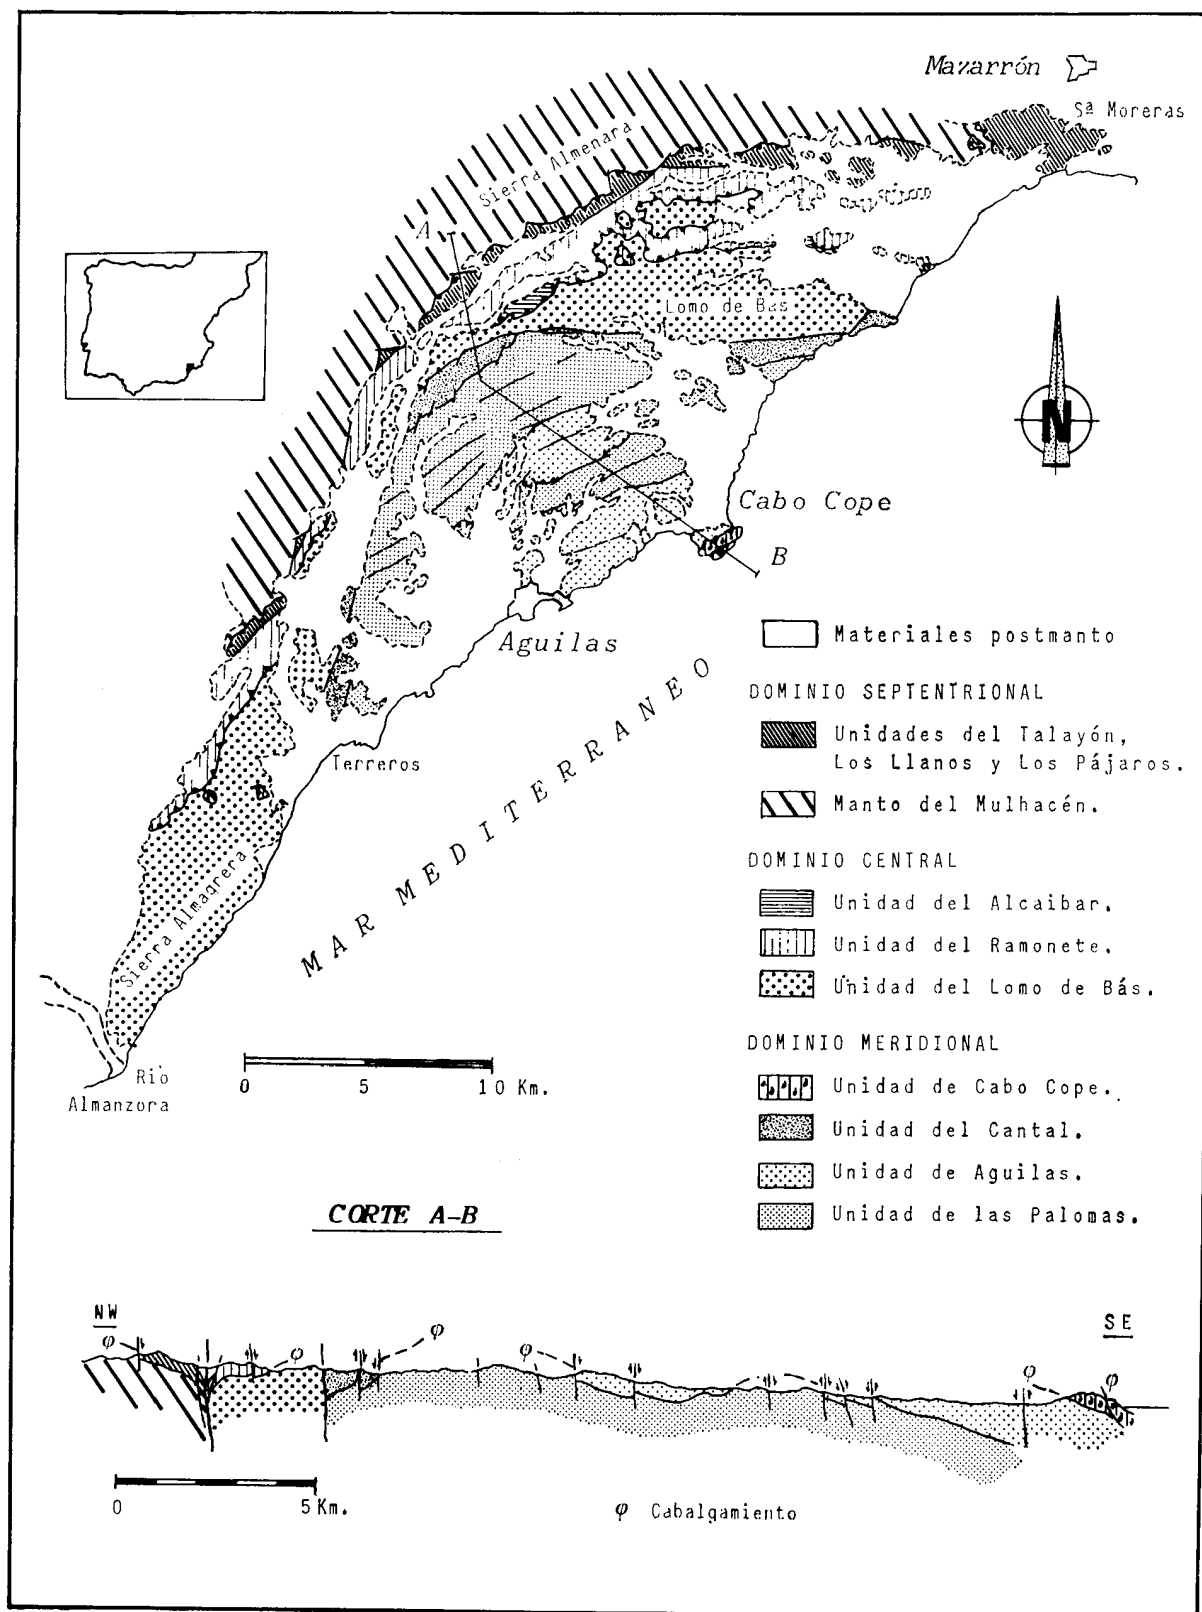 Mazarrón
Sª Moreras
Sierra Almenara
A
Lomo de Bas
N
Cabo Cope
B
Aguilas
Terreros
MAR MEDITERRANEO
Sierra Almagrera
Rio
Almanzora
0 5 10 Km.
Materiales postmanto
DOMINIO SEPTENTRIONAL
Unidades del Talayón,
Los Llanos y Los Pájaros.
Manto del Mulhacén.
DOMINIO CENTRAL
Unidad del Alcaibar.
Unidad del Ramonete.
Unidad del Lomo de Bás.
DOMINIO MERIDIONAL
Unidad de Cabo Cope.
Unidad del Cantal.
Unidad de Aguilas.
Unidad de las Palomas.
CORTE A-B
NW
SE
φ φ φ φ φ φ
0 5 Km.
φ Cabalgamiento